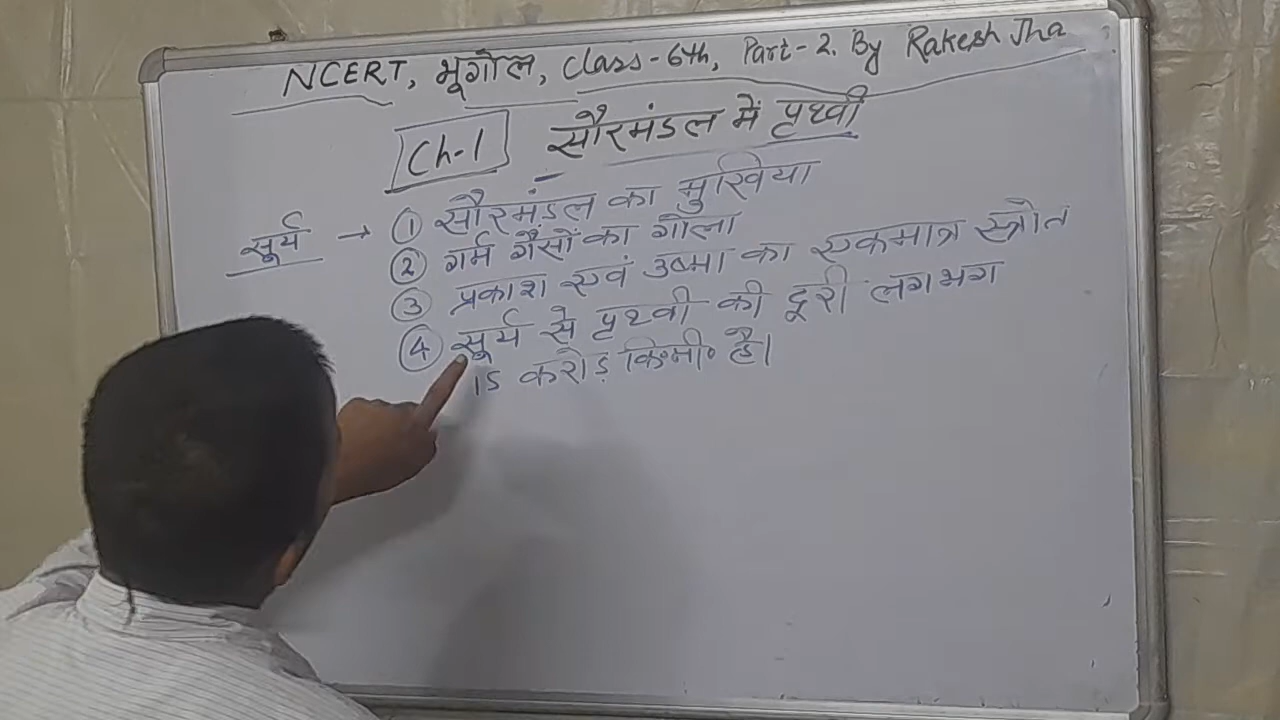 NCERT, भूगोल, Class-6th, Part-2. By Rakesh Jha
Ch-1 सौरमंडल में पृथ्वी
सूर्य → ① सौरमंडल का मुखिया
② गर्म गैसों का गोला
③ प्रकाश एवं उष्मा का एकमात्र स्त्रोत
④ सूर्य से पृथ्वी की दूरी लगभग
15 करोड़ कि॰मी॰ है।